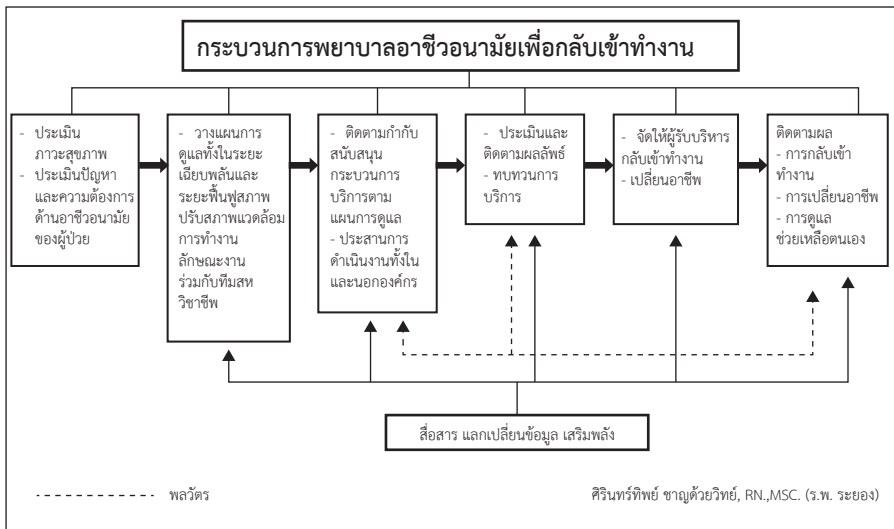 กระบวนการพยาบาลอาชีวอนามัยเพื่อกลับเข้าทำงาน
- ประเมิน
ภาวะสุขภาพ
- ประเมินปัญหา
และความต้องการ
ด้านอาชีวอนามัย
ของผู้ป่วย
- วางแผนการ
ดูแลทั้งในระยะ
เฉียบพลันและ
ระยะฟื้นฟูสภาพ
ปรับสภาพแวดล้อม
การทำงาน
ลักษณะงาน
ร่วมกับทีมสห
วิชาชีพ
- ติดตามกำกับ
สนับสนุน
กระบวนการ
บริการตาม
แผนการดูแล
- ประสานการ
ดำเนินงานทั้งใน
และนอกองค์กร
- ประเมินและ
ติดตามผลลัพธ์
- ทบทวนการ
บริการ
- จัดให้ผู้รับบริหาร
กลับเข้าทำงาน
- เปลี่ยนอาชีพ
ติดตามผล
- การกลับเข้า
ทำงาน
- การเปลี่ยนอาชีพ
- การดูแล
ช่วยเหลือตนเอง
สื่อสาร แลกเปลี่ยนข้อมูล เสริมพลัง
พลวัตร
ศิรินทร์ทิพย์ ชาญด้วยวิทย์, RN.,MSC. (ร.พ. ระยอง)